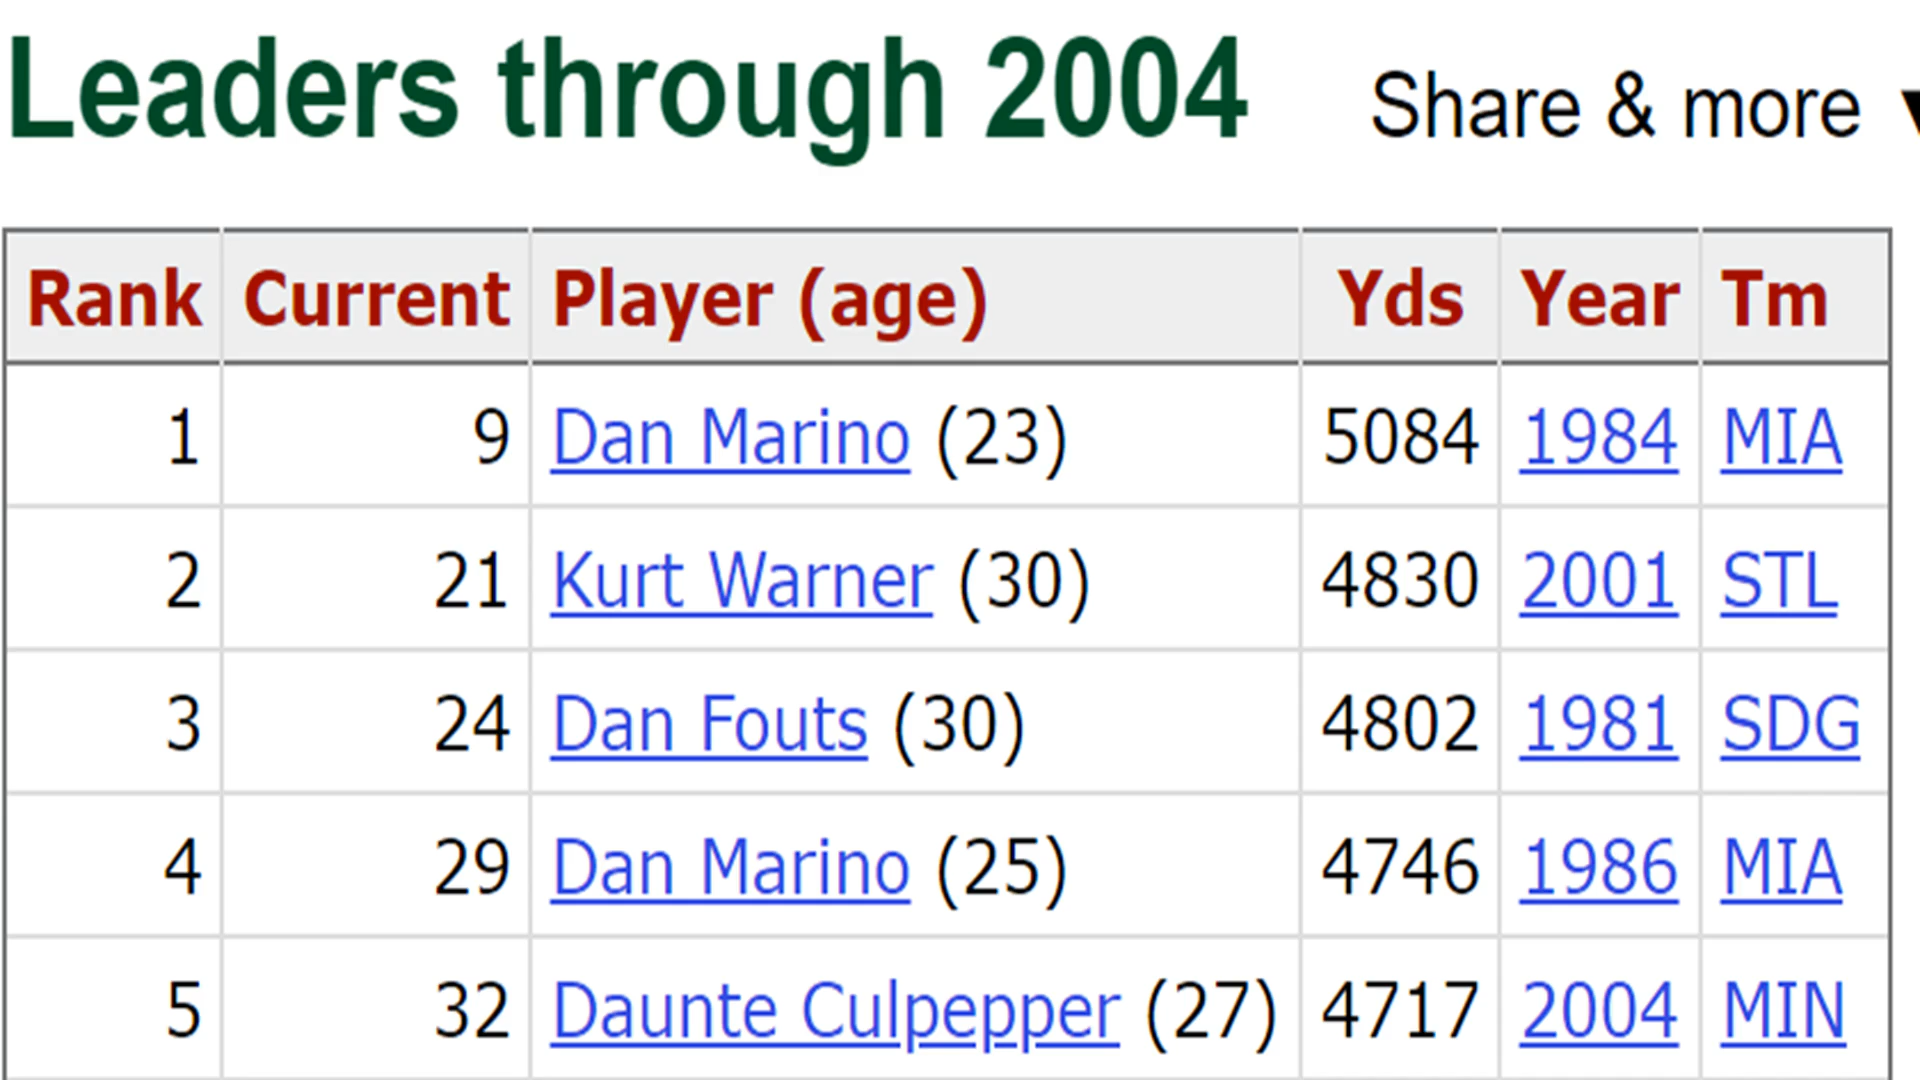 Leaders through 2004 Share & more ▼
Rank Current Player (age) Yds Year Tm
1 9 Dan Marino (23) 5084 1984 MIA
2 21 Kurt Warner (30) 4830 2001 STL
3 24 Dan Fouts (30) 4802 1981 SDG
4 29 Dan Marino (25) 4746 1986 MIA
5 32 Daunte Culpepper (27) 4717 2004 MIN